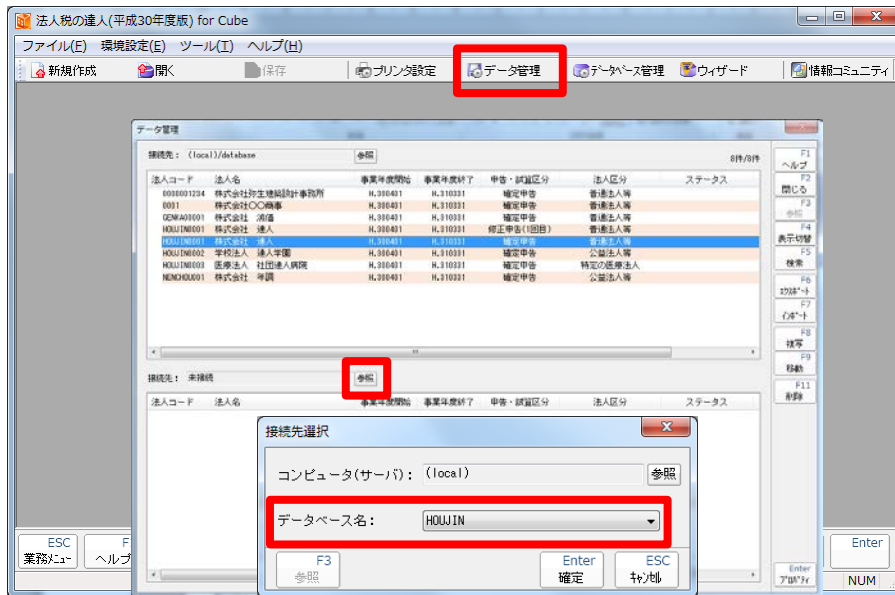 法人税の達人(平成30年度版) for Cube
ファイル(F) 環境設定(E) ツール(T) ヘルプ(H)
新規作成 開く 保存 プリンタ設定 データ管理 データベース管理 ウィザード 情報コミュニティ
データ管理
接続先： (local)/database 参照 8件/8件
法人コード 法人名 事業年度開始 事業年度終了 申告・試算区分 法人区分 ステータス
0000001234 株式会社弥生建築設計事務所 H.300401 H.310331 確定申告 普通法人等
0001 株式会社〇〇商事 H.300401 H.310331 確定申告 普通法人等
GENKA00001 株式会社 減価 H.300401 H.310331 確定申告 普通法人等
HOUJIN0001 株式会社 達人 H.300401 H.310331 修正申告(1回目) 普通法人等
HOUJIN0001 株式会社 達人 H.300401 H.310331 確定申告 普通法人等
HOUJIN0002 学校法人 達人学園 H.300401 H.310331 確定申告 公益法人等
HOUJIN0003 医療法人 社団達人病院 H.300401 H.310331 確定申告 特定の医療法人
NENCHOU001 株式会社 年調 H.300401 H.310331 確定申告 公益法人等
F1
ヘルプ
F2
閉じる
F3
参照
F4
表示切替
F5
検索
F6
エクスポート
F7
インポート
F8
複写
F9
移動
F11
削除
接続先： 未接続 参照
法人コード 法人名 事業年度開始 事業年度終了 申告・試算区分 法人区分 ステータス
接続先選択
コンピュータ(サーバ)： (local) 参照
データベース名： HOUJIN
F3
参照
Enter
確定
ESC
キャンセル
ESC
業務メニュー
F
ヘルプ
Enter
Enter
プロパティ
NUM